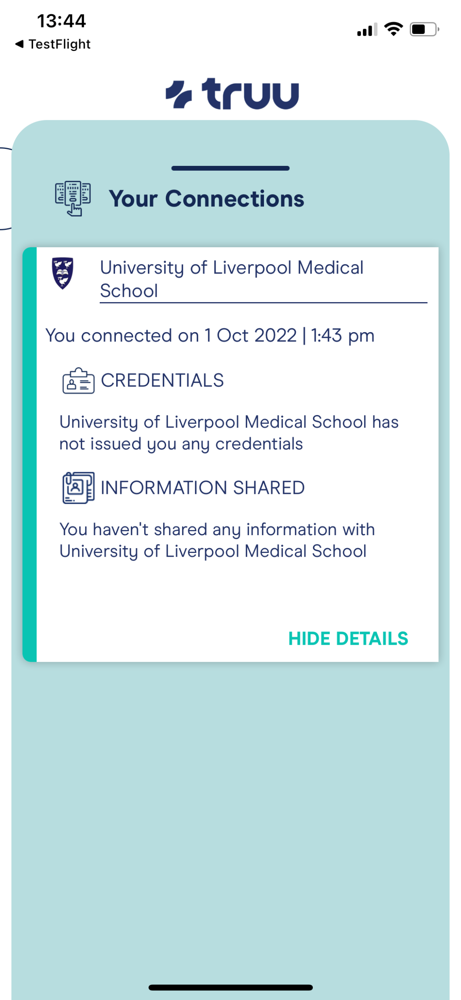 13:44
◀ TestFlight
truu
Your Connections
University of Liverpool Medical
School
You connected on 1 Oct 2022 | 1:43 pm
CREDENTIALS
University of Liverpool Medical School has
not issued you any credentials
INFORMATION SHARED
You haven't shared any information with
University of Liverpool Medical School
HIDE DETAILS